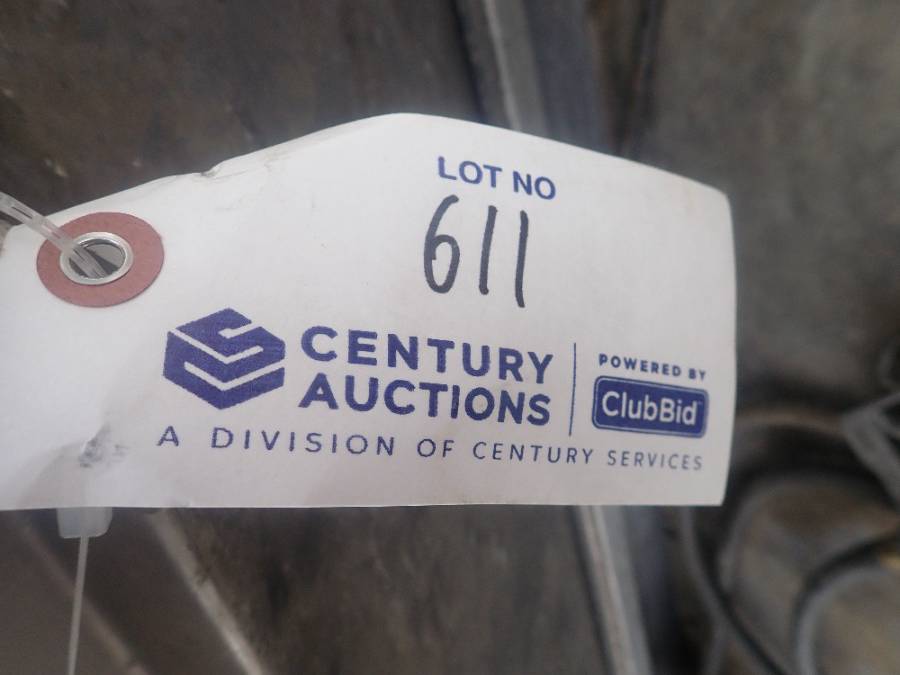 LOT NO
611
CENTURY
AUCTIONS
POWERED BY
ClubBid
A DIVISION OF CENTURY SERVICES